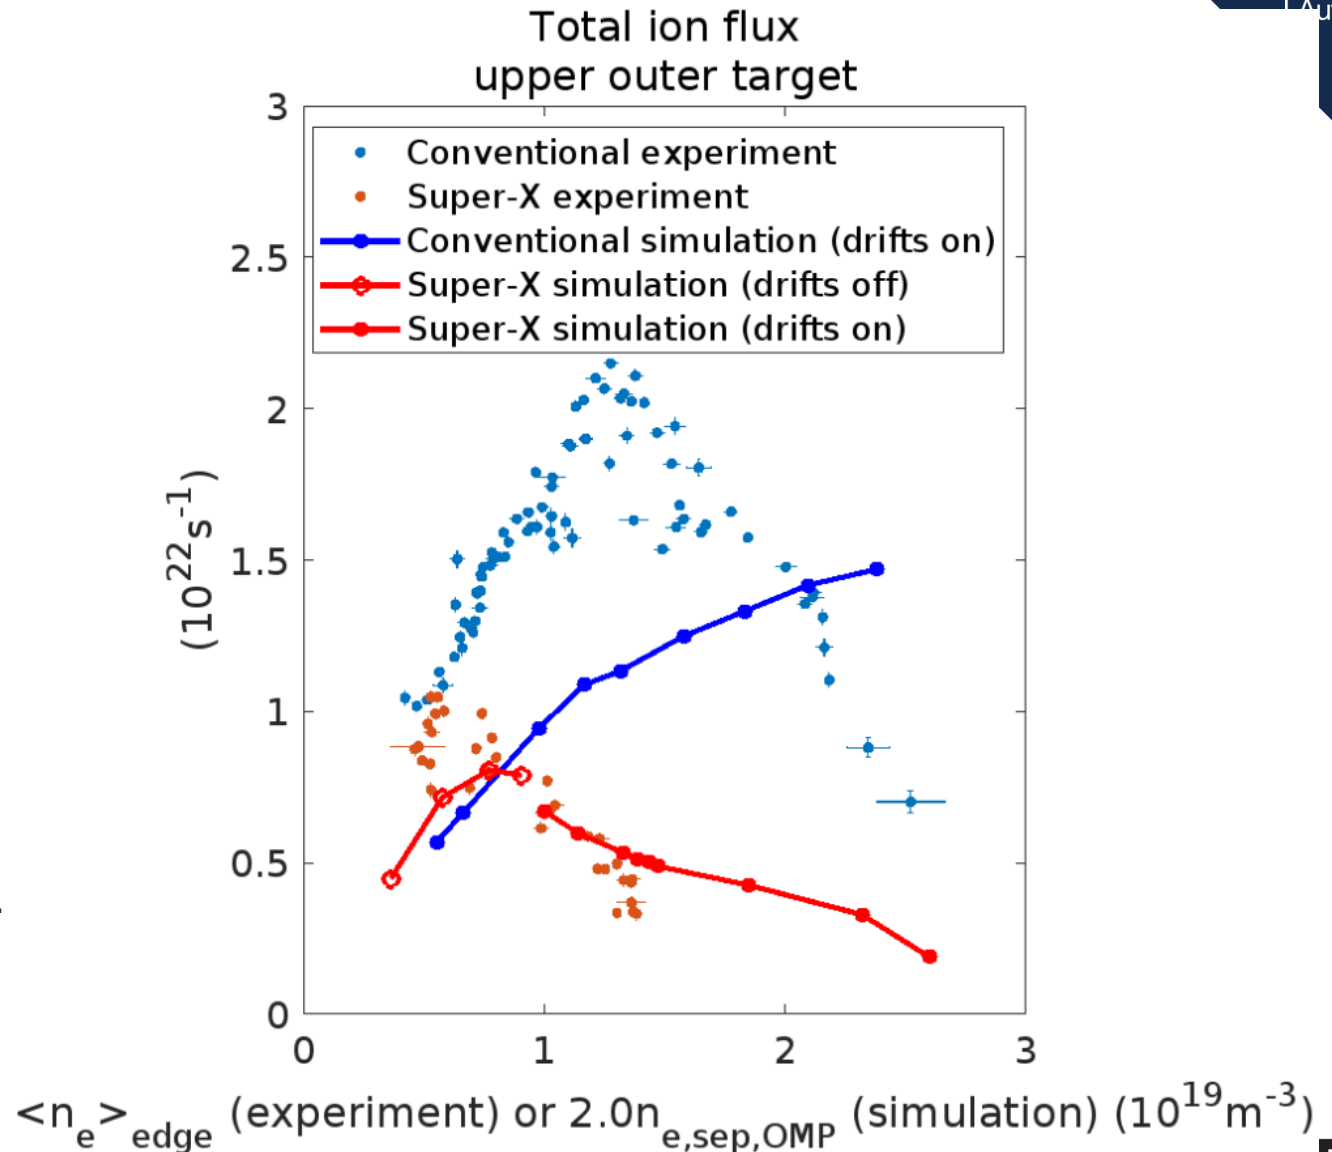 Total ion flux
upper outer target
Conventional experiment
Super-X experiment
Conventional simulation (drifts on)
Super-X simulation (drifts off)
Super-X simulation (drifts on)
3
2.5
2
1.5
1
0.5
0
(10²²s⁻¹)
0 1 2 3
<nₑ>edge (experiment) or 2.0ne,sep,OMP (simulation) (10¹⁹m⁻³)